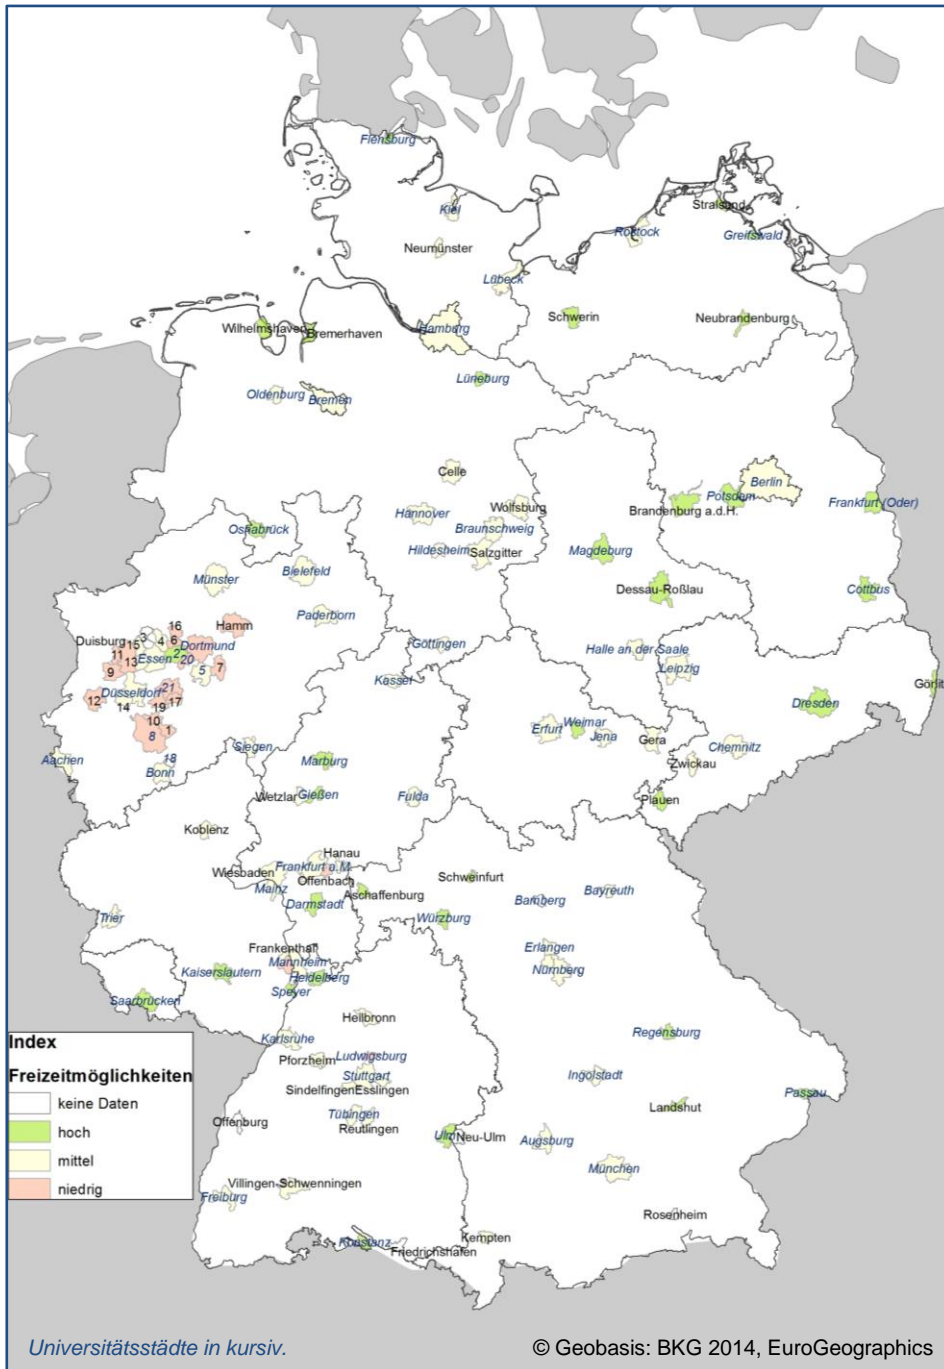 Flensburg
Kiel
Stralsund
Rostock
Greifswald
Neumünster
Lübeck
Schwerin
Neubrandenburg
Wilhelmshaven
Bremerhaven
Hamburg
Lüneburg
Oldenburg
Bremen
Celle
Berlin
Wolfsburg
Potsdam
Frankfurt (Oder)
Hannover
Brandenburg a.d.H.
Osnabrück
Braunschweig
Hildesheim
Salzgitter
Magdeburg
Münster
Bielefeld
Dessau-Roßlau
Cottbus
Paderborn
16
Hamm
Duisburg
3
4
6
15
Dortmund
Göttingen
11
Essen
2
20
Halle an der Saale
13
9
5
7
Leipzig
Kassel
Görlit
Düsseldorf
21
12
14
19
17
Dresden
10
1
8
Erfurt
Weimar
Jena
Gera
Chemnitz
Siegen
Aachen
18
Bonn
Marburg
Zwickau
Wetzlar
Gießen
Fulda
Plauen
Koblenz
Hanau
Wiesbaden
Frankfurt a.M.
Offenbach
Mainz
Aschaffenburg
Schweinfurt
Bayreuth
Bamberg
Darmstadt
Trier
Würzburg
Frankenthal
Erlangen
Mannheim
Nürnberg
Kaiserslautern
Heidelberg
Speyer
Saarbrücken
Heilbronn
Regensburg
Karlsruhe
Index
Pforzheim
Ludwigsburg
Freizeitmöglichkeiten
Stuttgart
Ingolstadt
Sindelfingen
Esslingen
Passau
keine Daten
Landshut
Tübingen
Offenburg
Reutlingen
hoch
Ulm
Neu-Ulm
Augsburg
mittel
München
Villingen-Schwenningen
niedrig
Freiburg
Rosenheim
Konstanz
Kempten
Friedrichshafen
Universitätsstädte in kursiv.
© Geobasis: BKG 2014, EuroGeographics